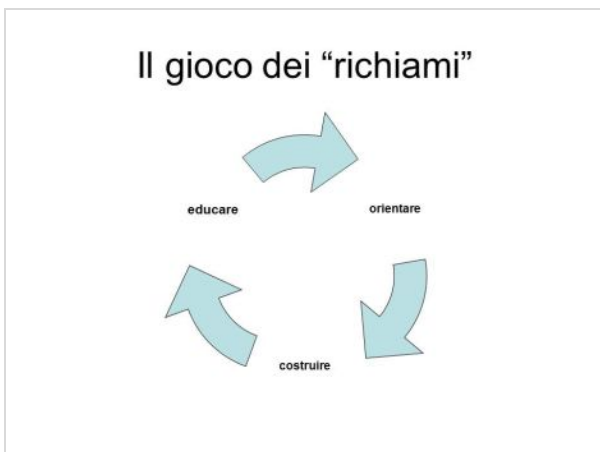 Il gioco dei “richiami”
educare
orientare
costruire